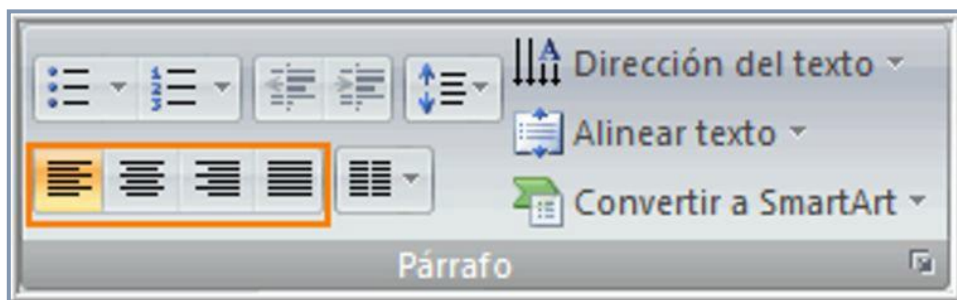 Dirección del texto
Alinear texto
Convertir a SmartArt
Párrafo